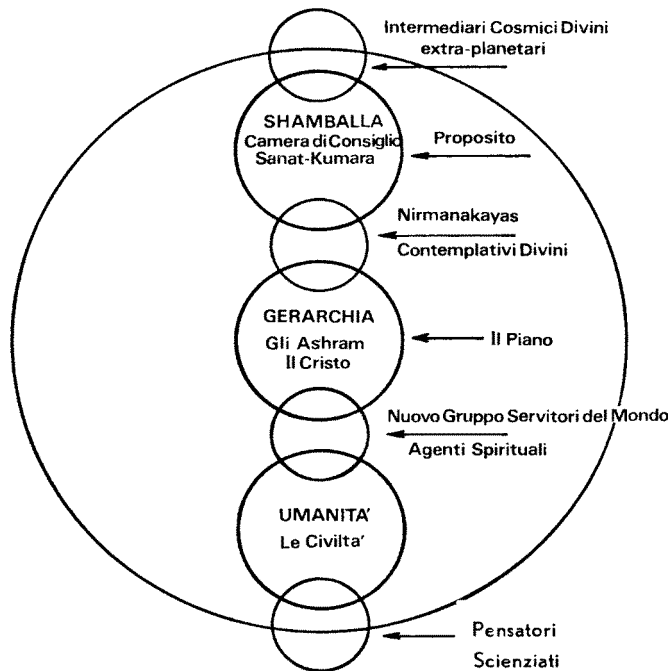 Intermediari Cosmici Divini
extra-planetari
SHAMBALLA
Camera di Consiglio
Sanat-Kumara
Proposito
Nirmanakayas
Contemplativi Divini
GERARCHIA
Gli Ashram
Il Cristo
Il Piano
Nuovo Gruppo Servitori del Mondo
Agenti Spirituali
UMANITA'
Le Civilta'
Pensatori
Scienziati